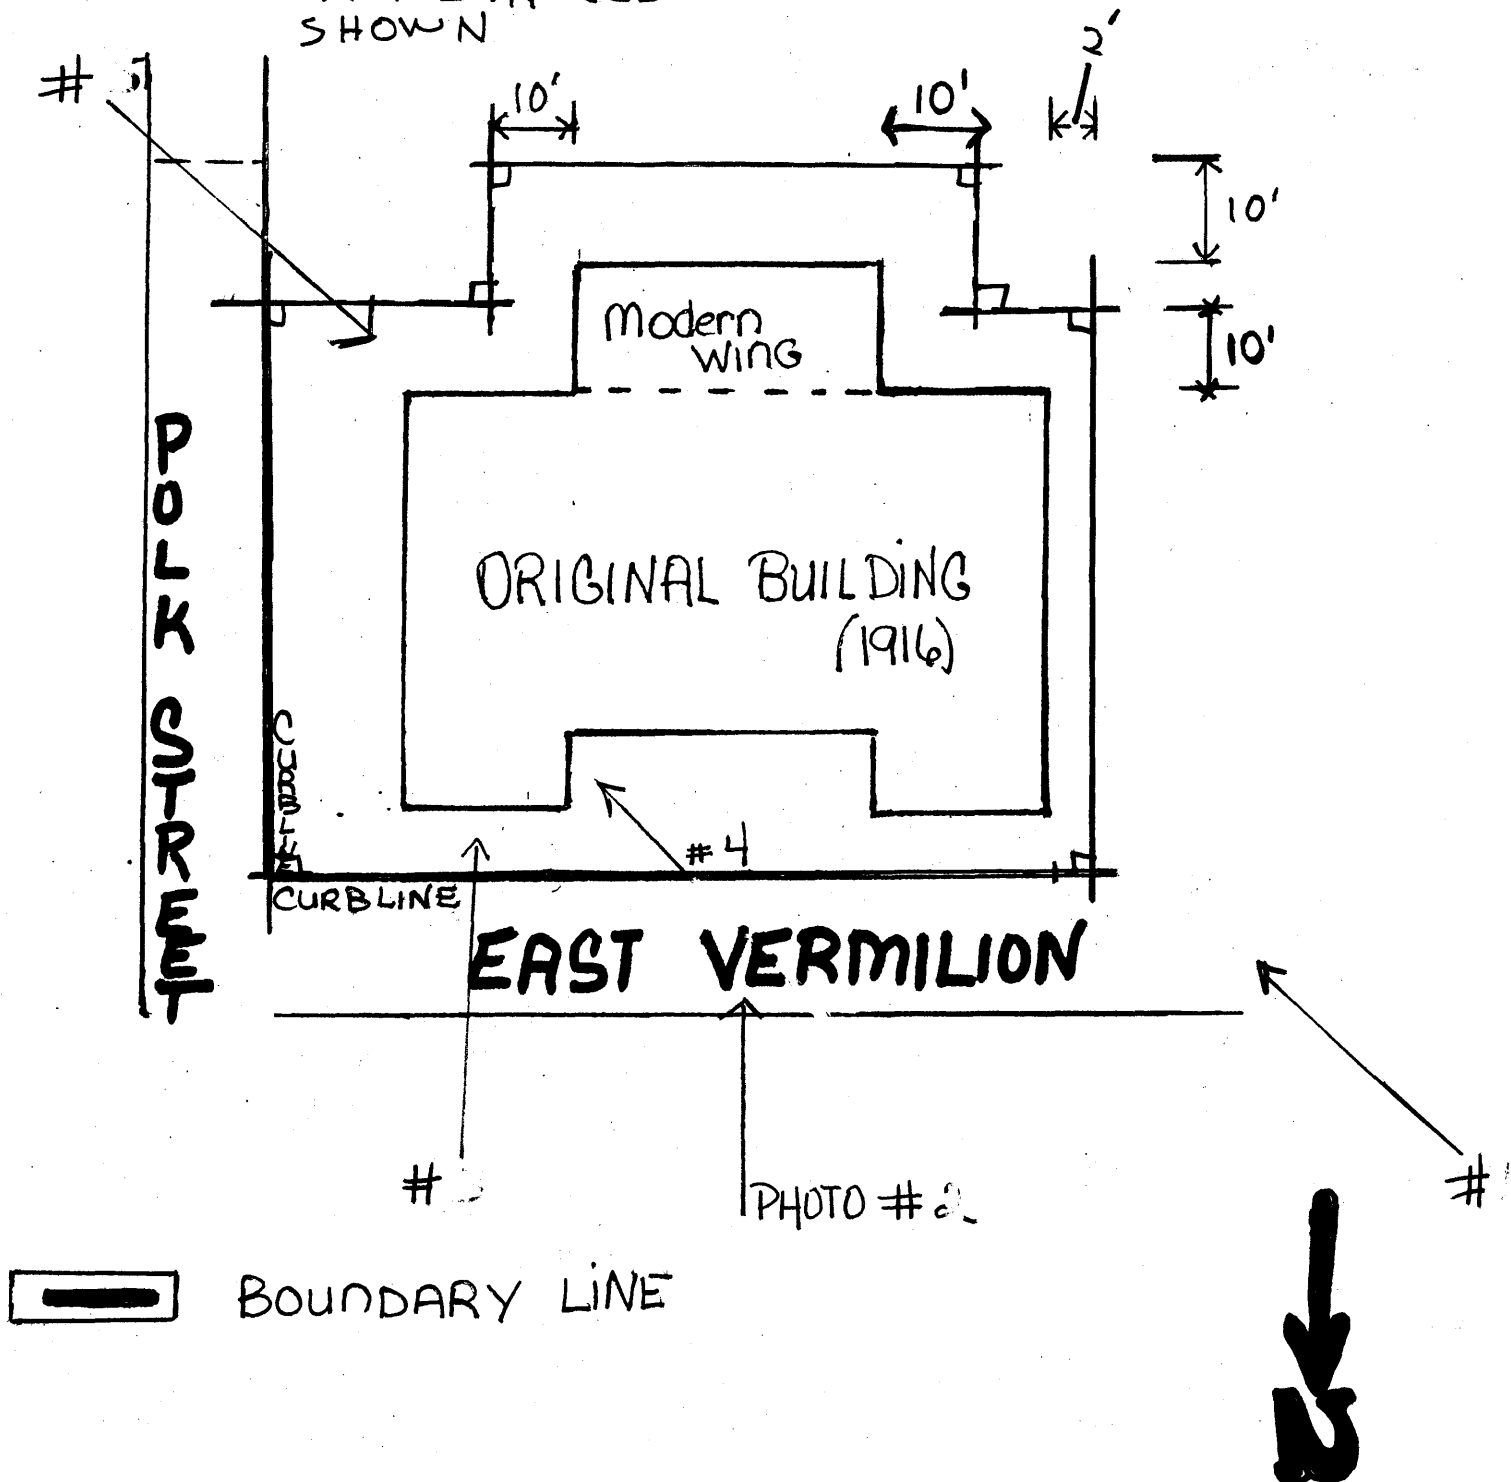 SHOWN
2'
#
10'
10'
10'
Modern
WING
10'
POLK STREET
ORIGINAL BUILDING
(1916)
CURBLINE
#4
CURBLINE
EAST VERMILION
#
PHOTO #2
#
BOUNDARY LINE
N